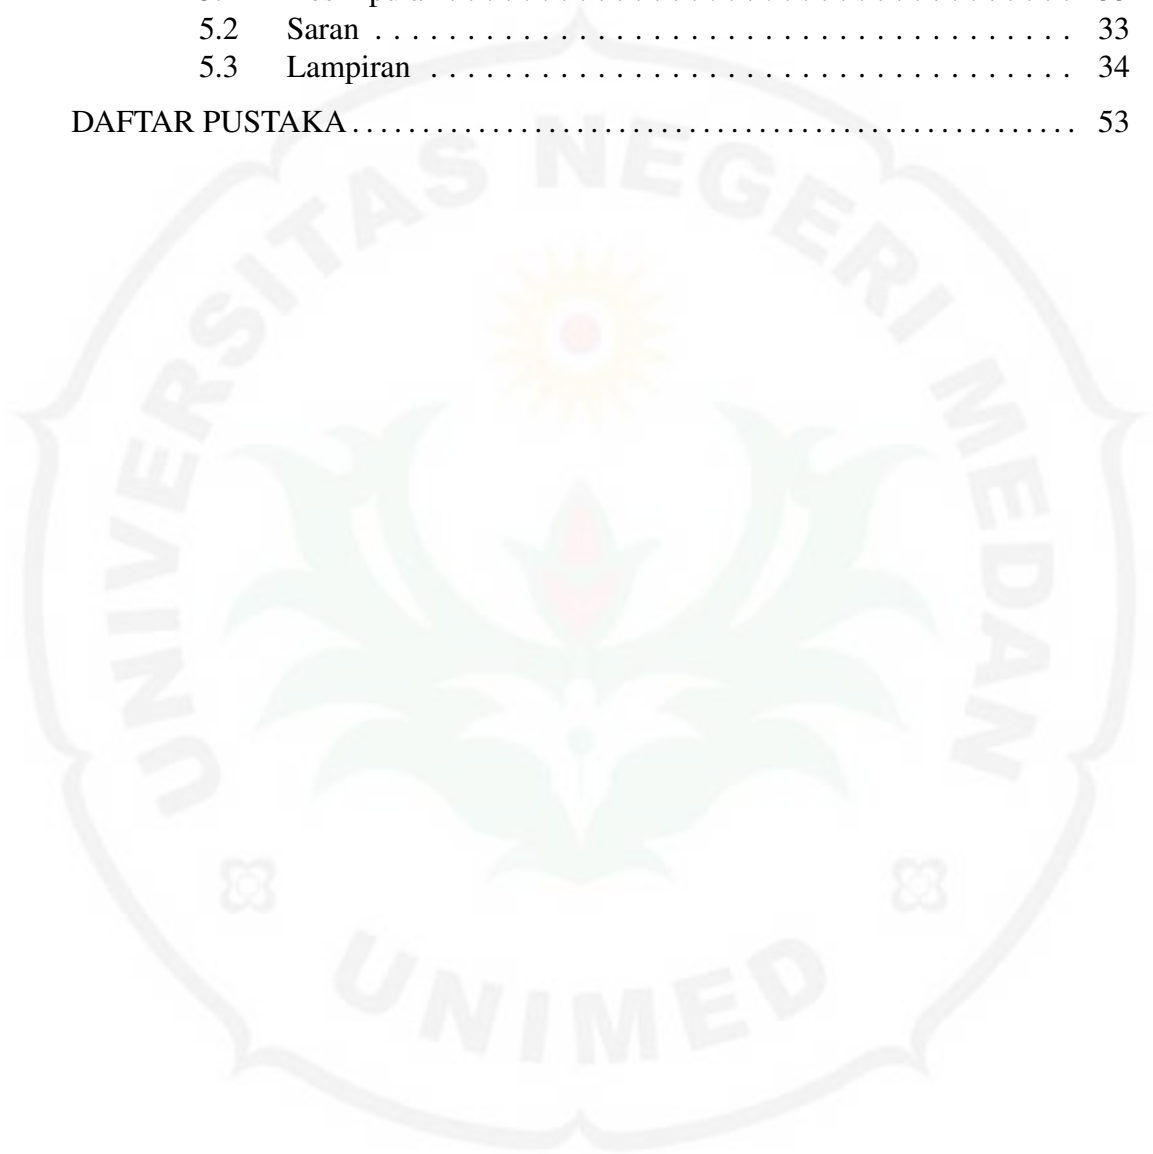 5.2 Saran . . . . . . . . . . . . . . . . . . . . . . . . . . . . . . . . . . . . . . 33
5.3 Lampiran . . . . . . . . . . . . . . . . . . . . . . . . . . . . . . . . . . . 34
DAFTAR PUSTAKA . . . . . . . . . . . . . . . . . . . . . . . . . . . . . . . . . . . . . . . . . . . . . . . . . . . . 53
UNIVERSITAS NEGERI MEDAN
UNIMED